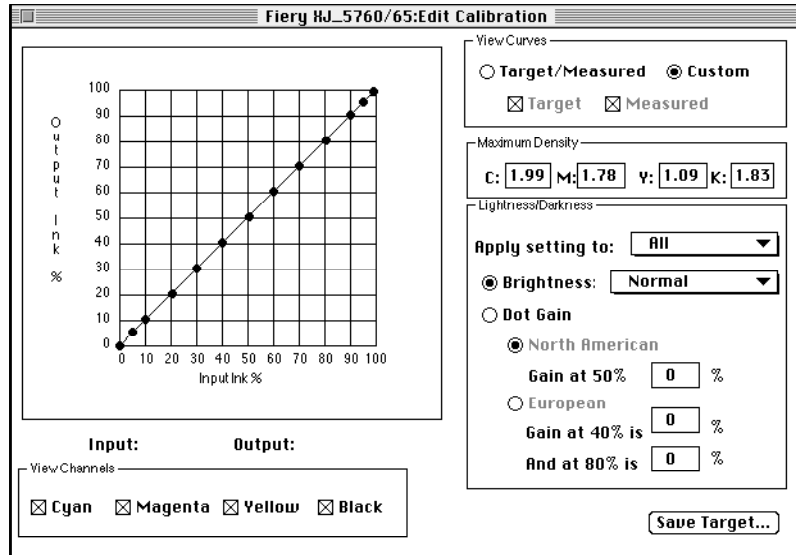 Fiery XJ_5760/65:Edit Calibration
Output Ink %
100
90
80
70
60
50
40
30
20
10
0
0 10 20 30 40 50 60 70 80 90 100
Input Ink %
Input: Output:
View Channels
Cyan Magenta Yellow Black
View Curves
Target/Measured Custom
Target Measured
Maximum Density
C: 1.99 M: 1.78 Y: 1.09 K: 1.83
Lightness/Darkness
Apply setting to: All
Brightness: Normal
Dot Gain
North American
Gain at 50% 0 %
European
Gain at 40% is 0 %
And at 80% is 0 %
Save Target...